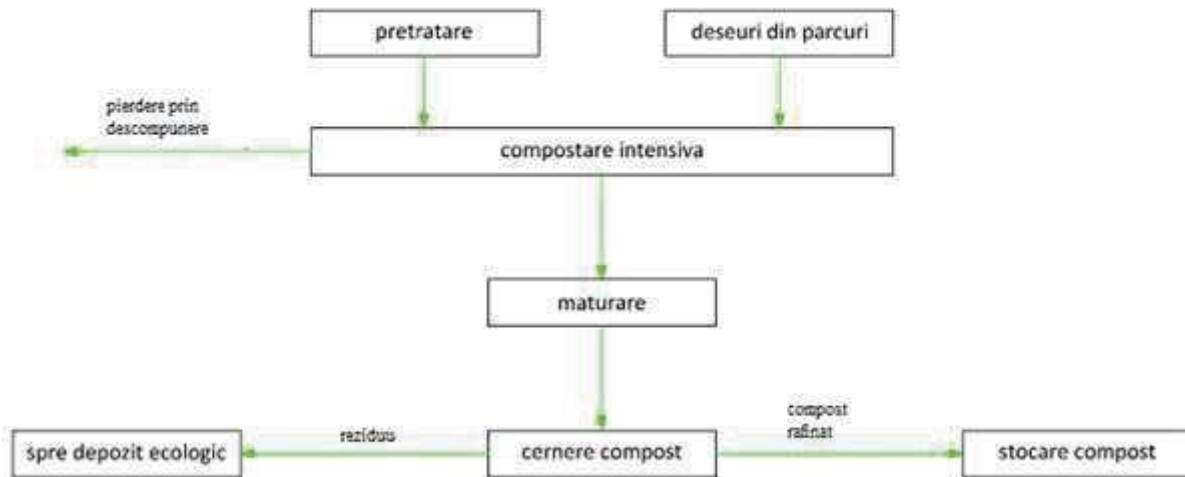 pretratare
deseuri din parcuri
pierdere prin
descompunere
compostare intensiva
maturare
spre depozit ecologic
reziduu
cernere compost
compost
rafinat
stocare compost